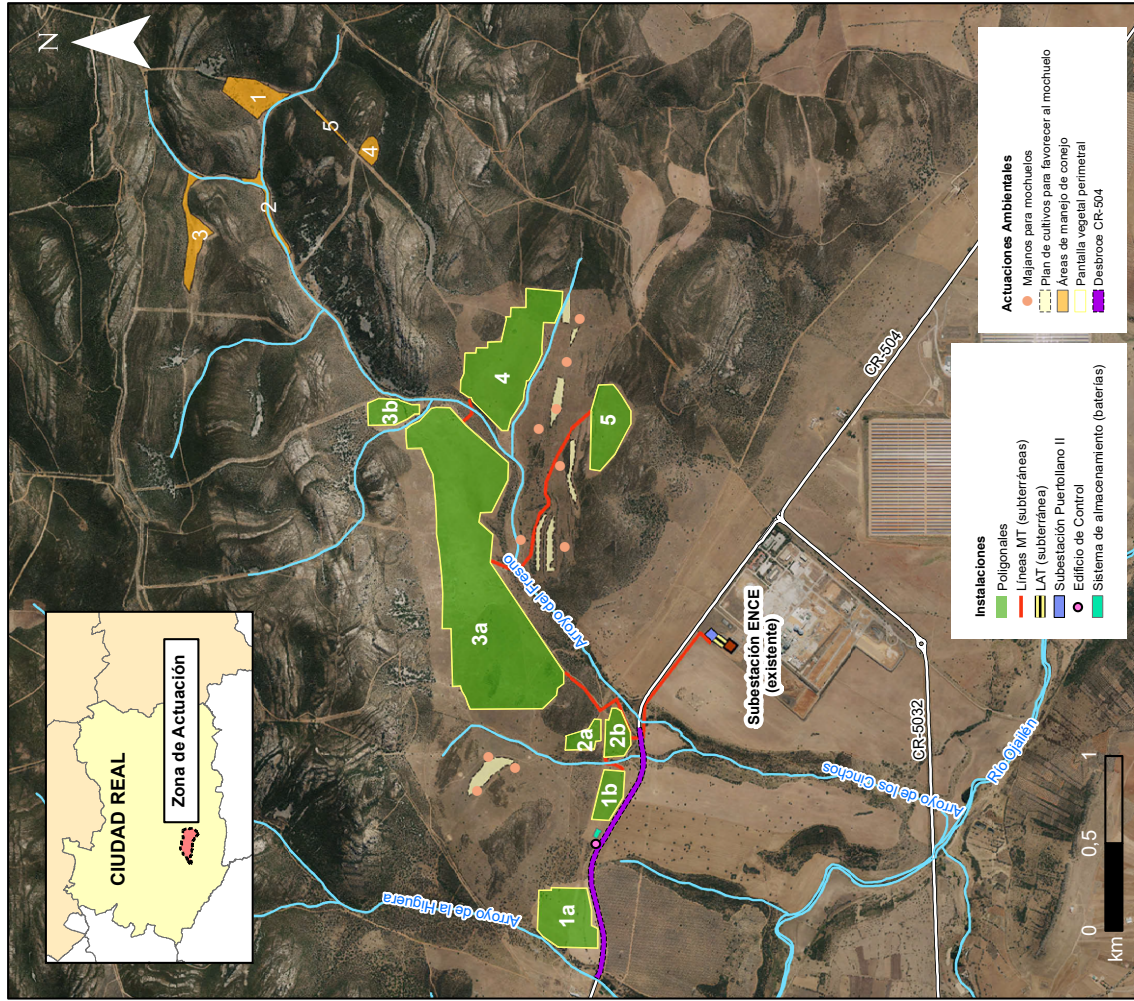 N
CIUDAD REAL
Zona de Actuación
1
2
3
4
5
3b
4
3a
5
2a
2b
1b
1a
Arroyo del Fresno
Arroyo de la Higuera
Arroyo de los Cinchos
Río Ojailén
CR-504
CR-5032
Subestación ENCE
(existente)
km
0
0,5
1
Instalaciones
Poligonales
Líneas MT (subterráneas)
LAT (subterránea)
Subestación Puertollano II
Edificio de Control
Sistema de almacenamiento (baterías)
Actuaciones Ambientales
Majanos para mochuelos
Plan de cultivos para favorecer al mochuelo
Áreas de manejo de conejo
Pantalla vegetal perimetral
Desbroce CR-504